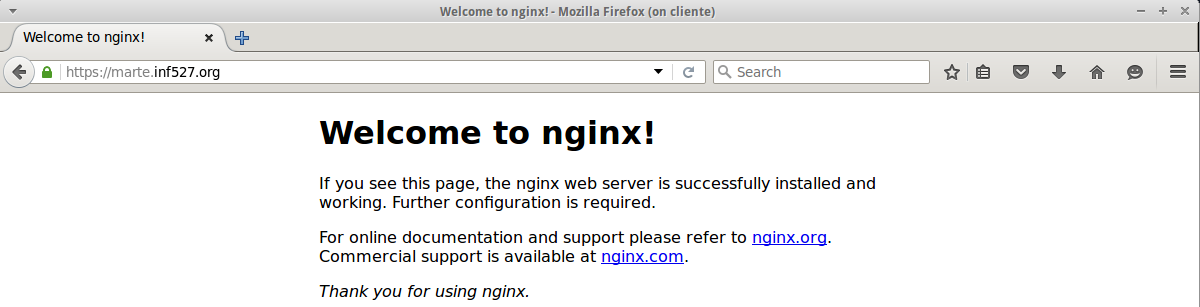 Welcome to nginx! - Mozilla Firefox (on cliente)
Welcome to nginx!
https://marte.inf527.org
Search
Welcome to nginx!
If you see this page, the nginx web server is successfully installed and
working. Further configuration is required.
For online documentation and support please refer to nginx.org.
Commercial support is available at nginx.com.
Thank you for using nginx.